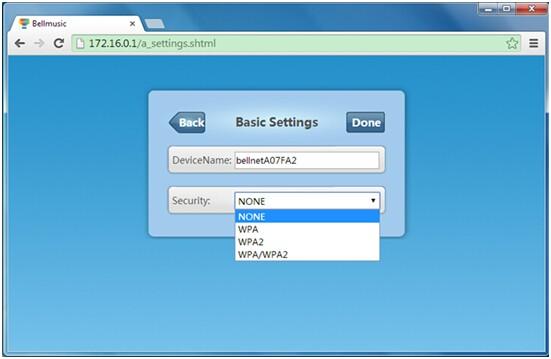 Bellmusic
172.16.0.1/a_settings.shtml
Back Basic Settings Done
DeviceName: bellnetA07FA2
Security: NONE
NONE
WPA
WPA2
WPA/WPA2